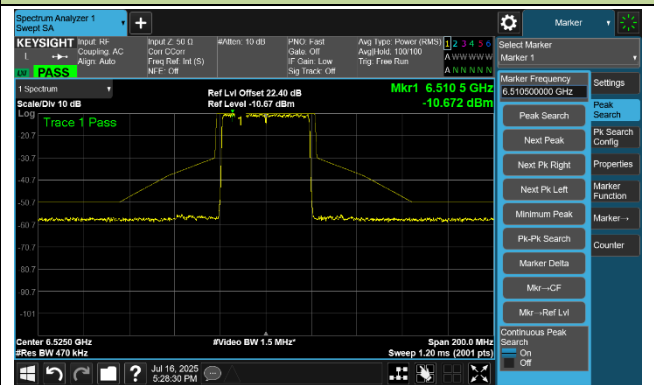 Spectrum Analyzer 1
Swept SA
+
Marker
KEYSIGHT
Input: RF
Coupling: AC
Align: Auto
Input Z: 50 Ω
Corr CCorr
Freq Ref: Int (S)
NFE: Off
#Atten: 10 dB
PNO: Fast
Gate: Off
IF Gain: Low
Sig Track: Off
Avg Type: Power (RMS)
Avg|Hold: 100/100
Trig: Free Run
1 2 3 4 5 6
A W W W W W
A N N N N N
L
PASS
Select Marker
Marker 1
1 Spectrum
Scale/Div 10 dB
Ref Lvl Offset 22.40 dB
Ref Level -10.67 dBm
Mkr1 6.510 5 GHz
-10.672 dBm
Log
Trace 1 Pass
-20.7
-30.7
-40.7
-50.7
-60.7
-70.7
-80.7
-90.7
-101
Center 6.5250 GHz
#Res BW 470 kHz
#Video BW 1.5 MHz*
Span 200.0 MHz
Sweep 1.20 ms (2001 pts)
Marker Frequency
6.510500000 GHz
Peak Search
Next Peak
Next Pk Right
Next Pk Left
Minimum Peak
Pk-Pk Search
Marker Delta
Mkr→CF
Mkr→Ref Lvl
Continuous Peak
Search
On
Off
Settings
Peak
Search
Pk Search
Config
Properties
Marker
Function
Marker→
Counter
?
Jul 16, 2025
5:28:30 PM